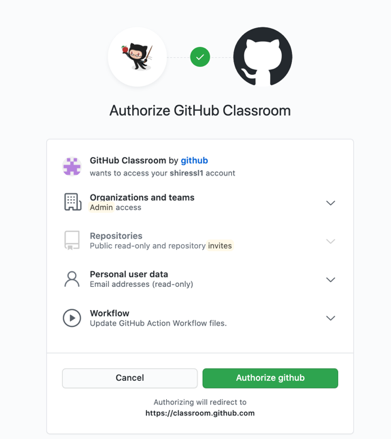 Authorize GitHub Classroom
GitHub Classroom by github
wants to access your shiressl1 account
Organizations and teams
Admin access
Repositories
Public read-only and repository invites
Personal user data
Email addresses (read-only)
Workflow
Update GitHub Action Workflow files.
Cancel
Authorize github
Authorizing will redirect to
https://classroom.github.com